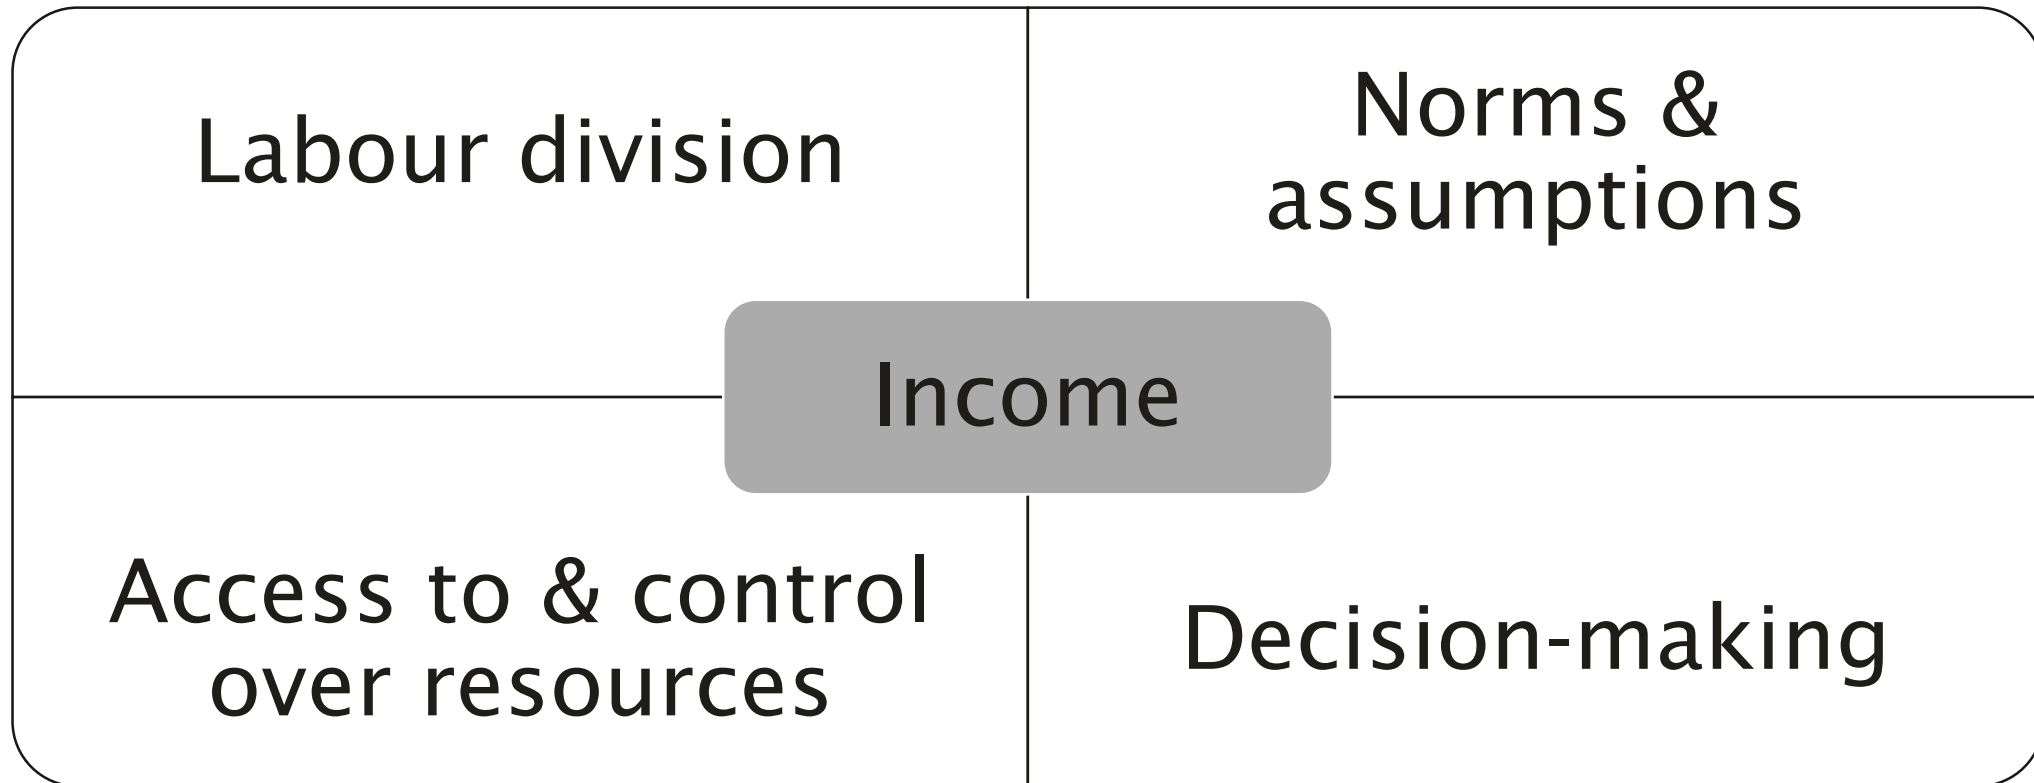 Labour division
Norms &
assumptions
Income
Access to & control
over resources
Decision-making